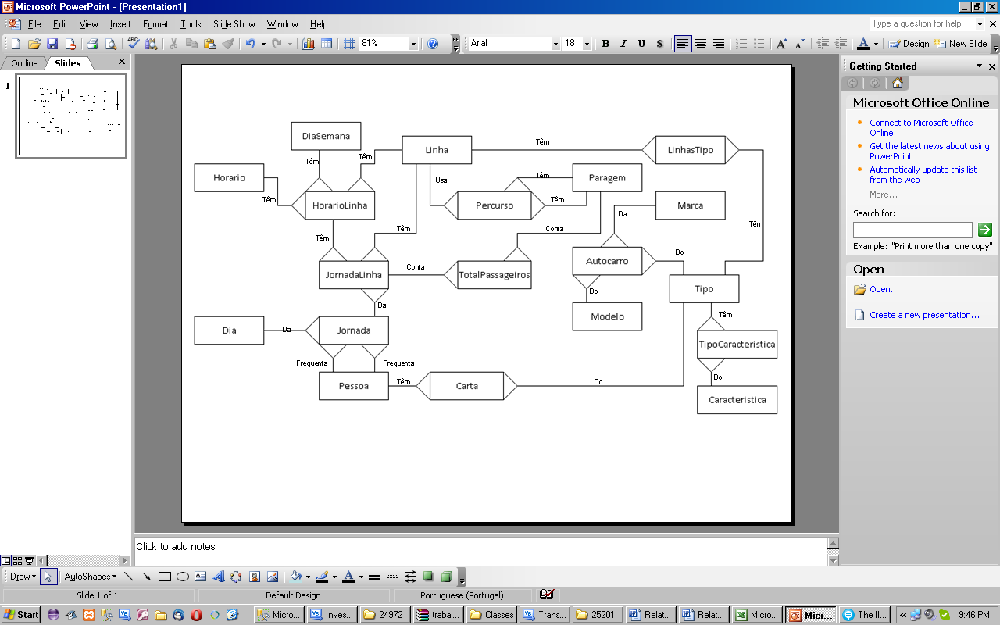 Microsoft PowerPoint - [Presentation1]
File Edit View Insert Format Tools Slide Show Window Help
Type a question for help
81%
Arial
18
B I U S
Design
New Slide
Outline
Slides
1
Getting Started
Microsoft Office Online
Connect to Microsoft Office
Online
Get the latest news about using
PowerPoint
Automatically update this list
from the web
More...
Search for:
Example: "Print more than one copy"
Open
Open...
Create a new presentation...
DiaSemana
Linha
Têm
LinhasTipo
Têm
Têm
Horario
Usa
Têm
Paragem
Têm
HorarioLinha
Percurso
Têm
Marca
Da
Têm
Têm
Conta
Têm
Do
Autocarro
JornadaLinha
Conta
TotalPassageiros
Tipo
Do
Da
Modelo
Têm
Dia
Da
Jornada
TipoCaracteristica
Frequenta
Frequenta
Do
Pessoa
Têm
Carta
Do
Caracteristica
Click to add notes
Draw
AutoShapes
Slide 1 of 1
Default Design
Portuguese (Portugal)
Start
Micro...
Inves...
24972
trabal...
Classes
Trans...
25201
Relat...
Relat...
Micro...
Micr...
The II...
9:46 PM